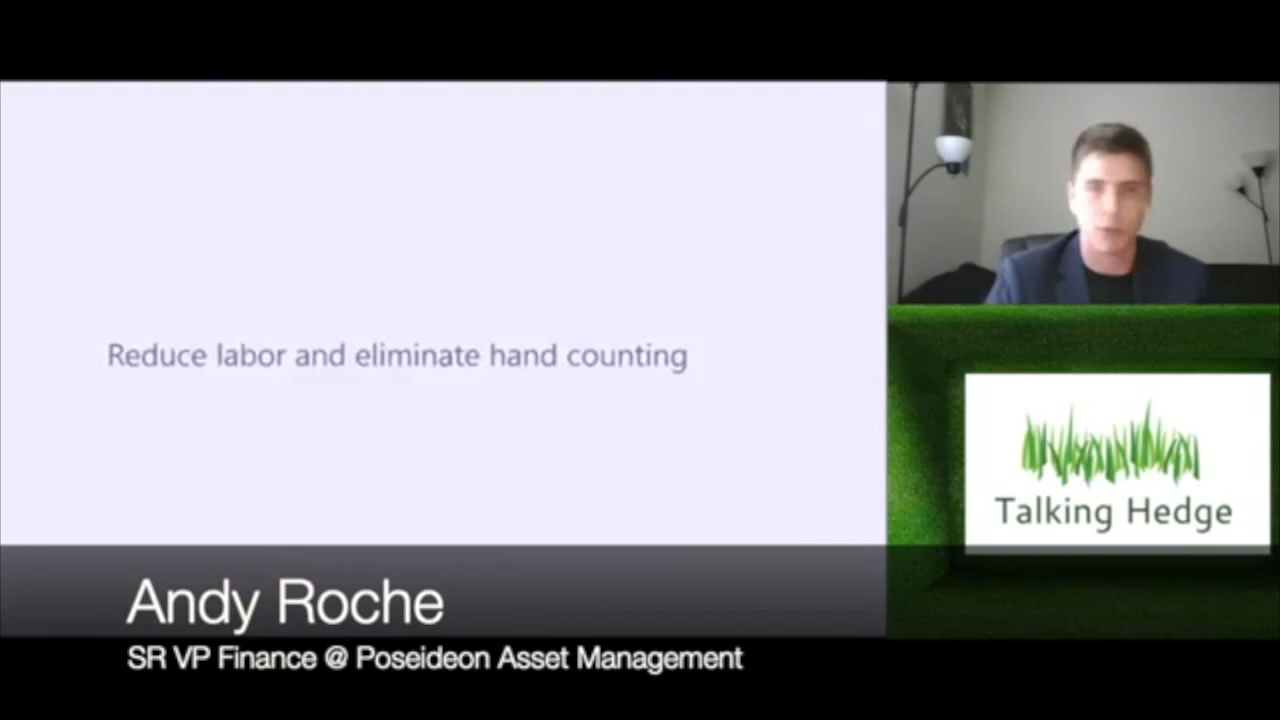 Reduce labor and eliminate hand counting
Talking Hedge
Andy Roche
SR VP Finance @ Poseideon Asset Management